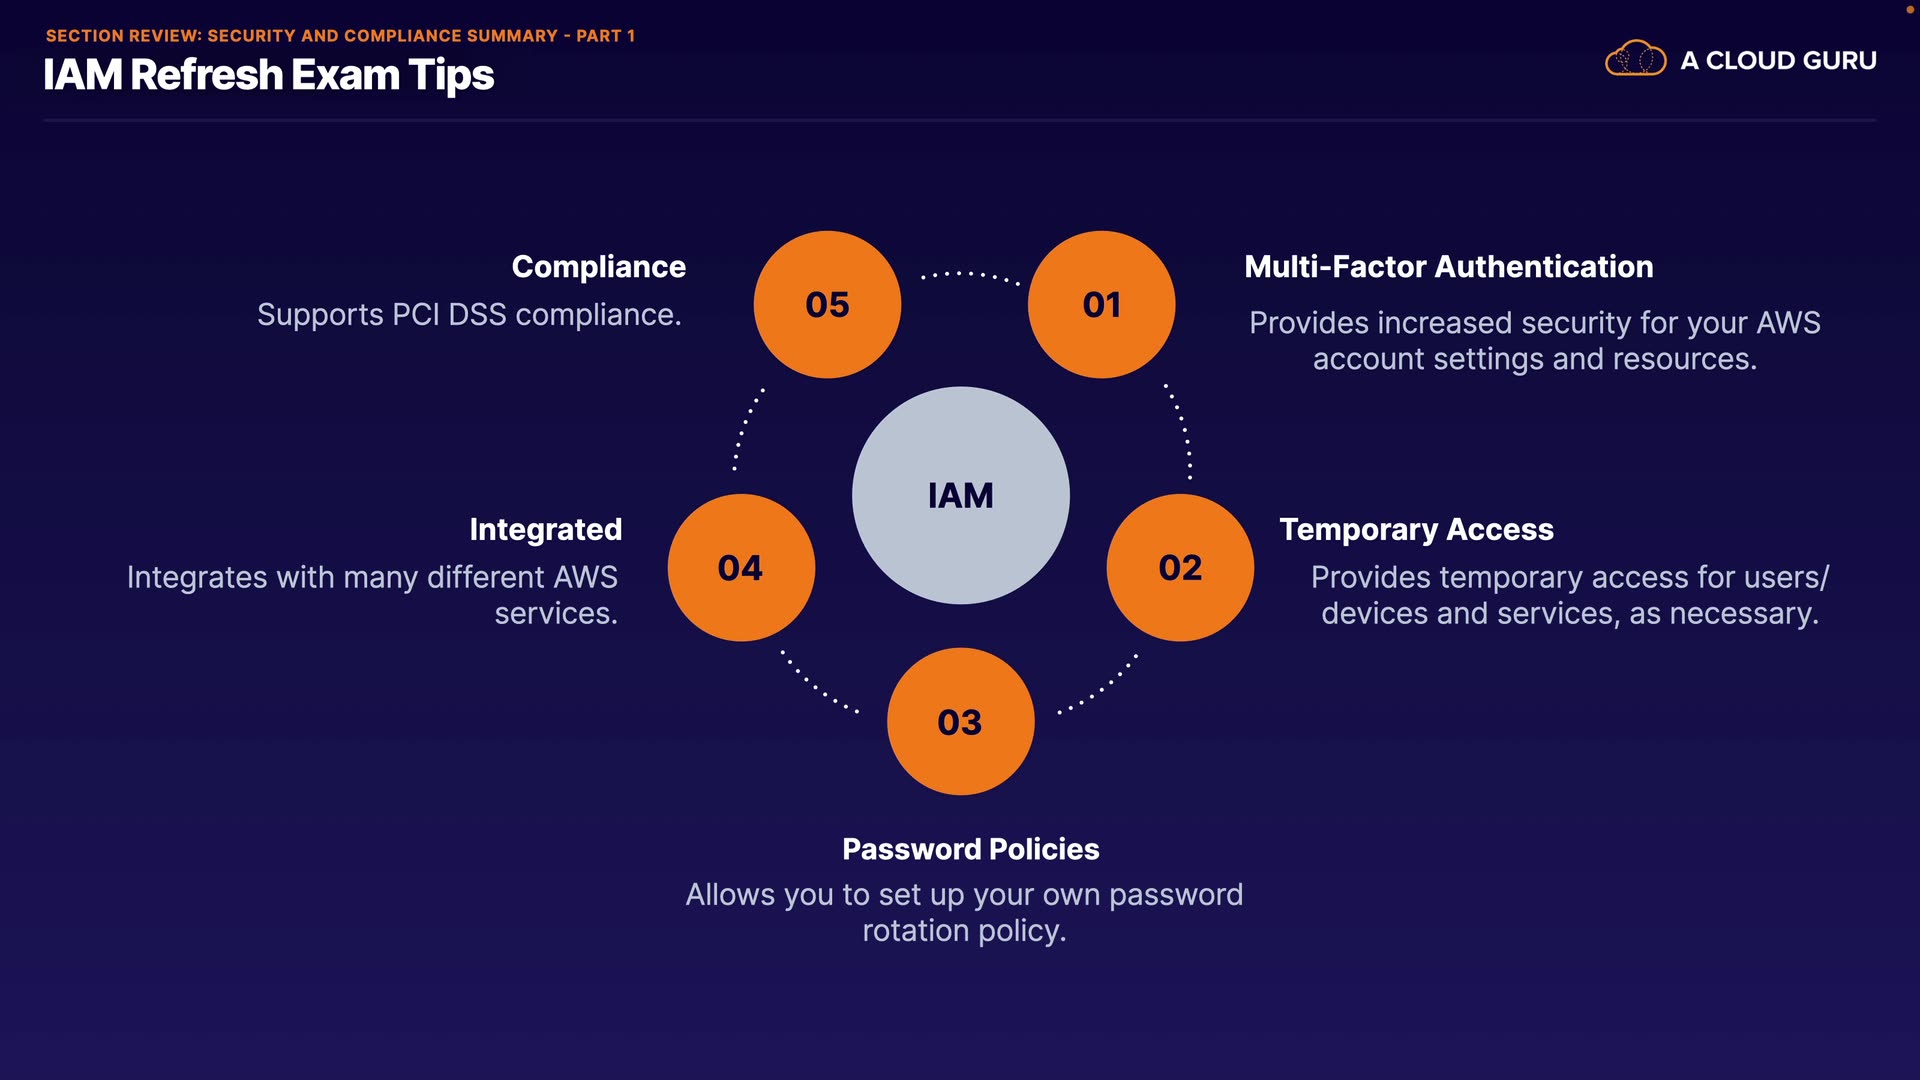 SECTION REVIEW: SECURITY AND COMPLIANCE SUMMARY - PART 1
IAM Refresh Exam Tips
A CLOUD GURU
01
Multi-Factor Authentication
Provides increased security for your AWS
account settings and resources.
02
Temporary Access
Provides temporary access for users/
devices and services, as necessary.
03
Password Policies
Allows you to set up your own password
rotation policy.
04
Integrated
Integrates with many different AWS
services.
05
Compliance
Supports PCI DSS compliance.
IAM